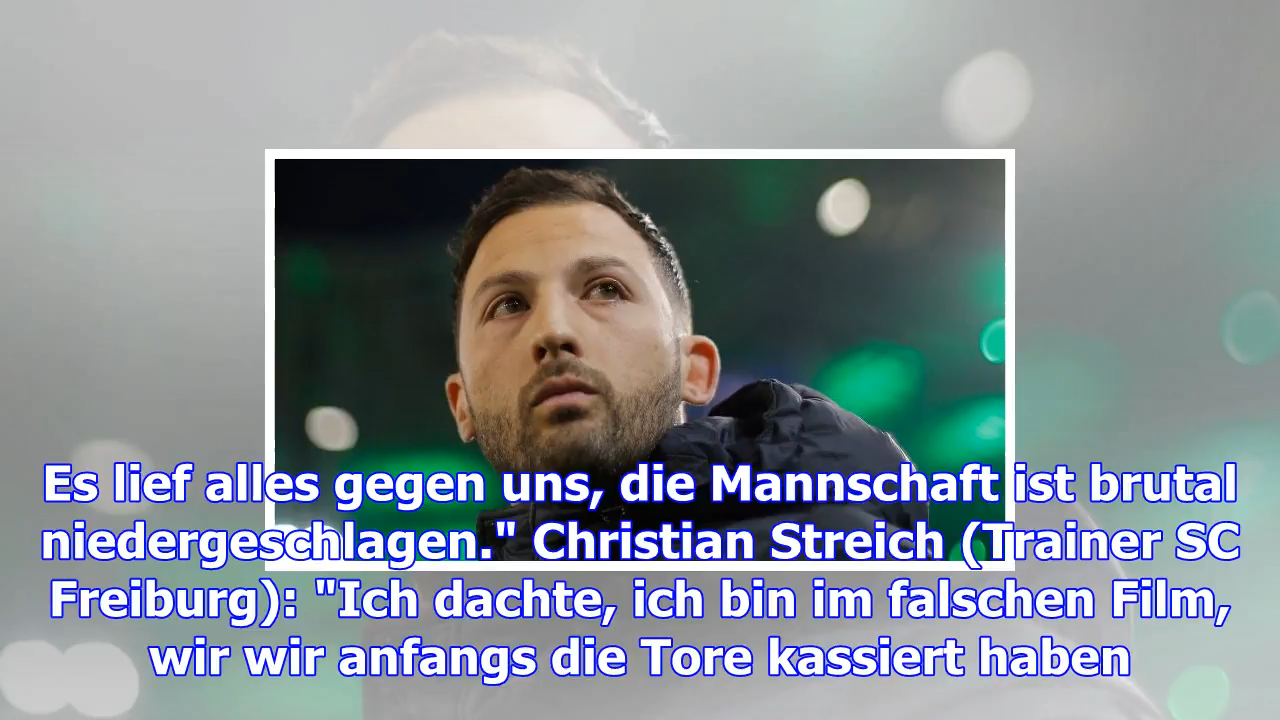 Es lief alles gegen uns, die Mannschaft ist brutal
niedergeschlagen." Christian Streich (Trainer SC
Freiburg): "Ich dachte, ich bin im falschen Film,
wir wir anfangs die Tore kassiert haben